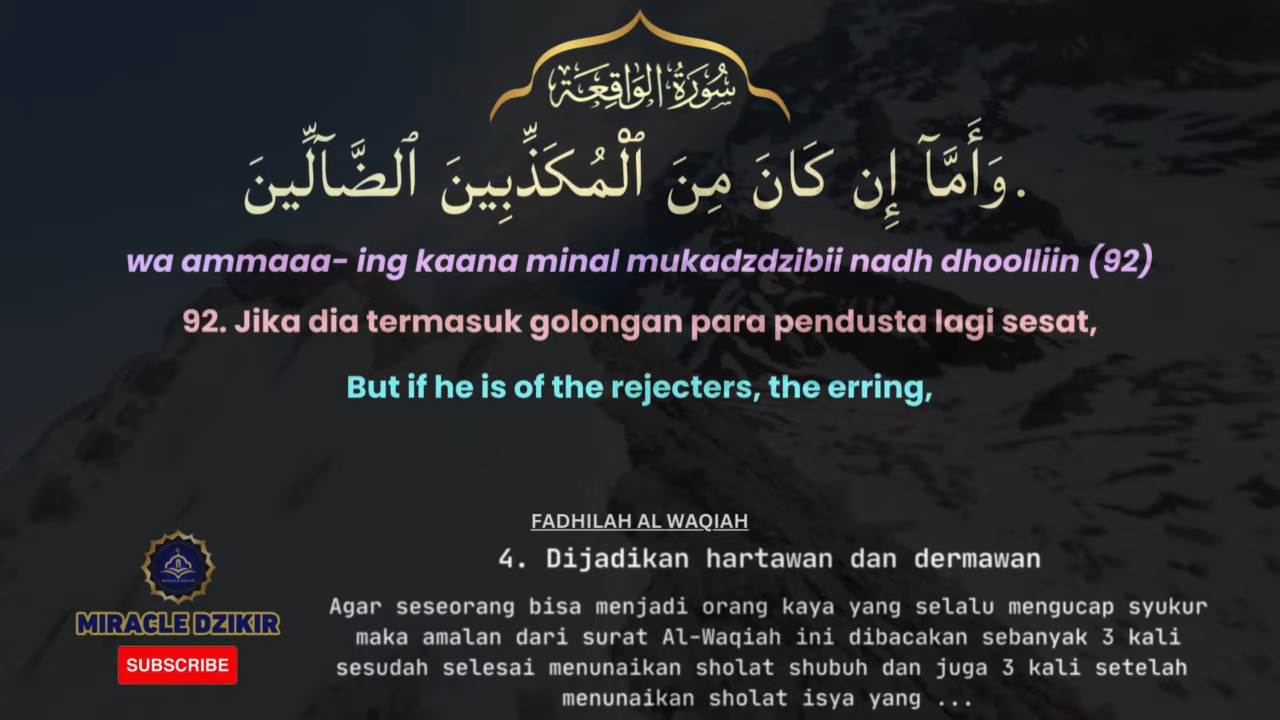 سُورَةُ الوَاقِعَة
وَأَمَّآ إِن كَانَ مِنَ ٱلْمُكَذِّبِينَ ٱلضَّآلِّينَ.
wa ammaaa- ing kaana minal mukadzdzibii nadh dhoolliin (92)
92. Jika dia termasuk golongan para pendusta lagi sesat,
But if he is of the rejecters, the erring,
FADHILAH AL WAQIAH
4. Dijadikan hartawan dan dermawan
Agar seseorang bisa menjadi orang kaya yang selalu mengucap syukur
maka amalan dari surat Al-Waqiah ini dibacakan sebanyak 3 kali
sesudah selesai menunaikan sholat shubuh dan juga 3 kali setelah
menunaikan sholat isya yang ...
MIRACLE DZIKIR
MIRACLE DZIKIR
SUBSCRIBE